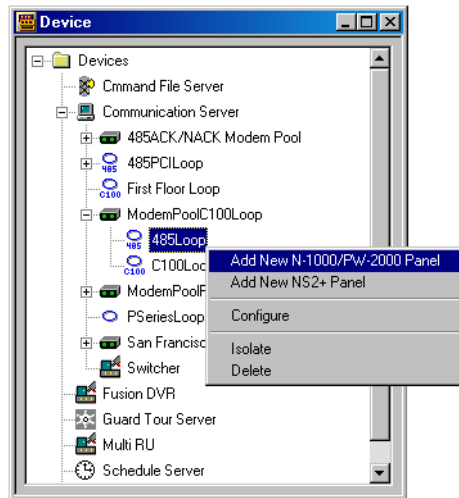 Device
Devices
Cmmand File Server
Communication Server
485ACK/NACK Modem Pool
485 485PCILoop
C100 First Floor Loop
ModemPoolC100Loop
485 485Loop
Add New N-1000/PW-2000 Panel
C100 C100Loo
Add New NS2+ Panel
ModemPoolF
Configure
PSeriesLoop
San Francisc
Isolate
Switcher
Delete
Fusion DVR
Guard Tour Server
Multi RU
Schedule Server